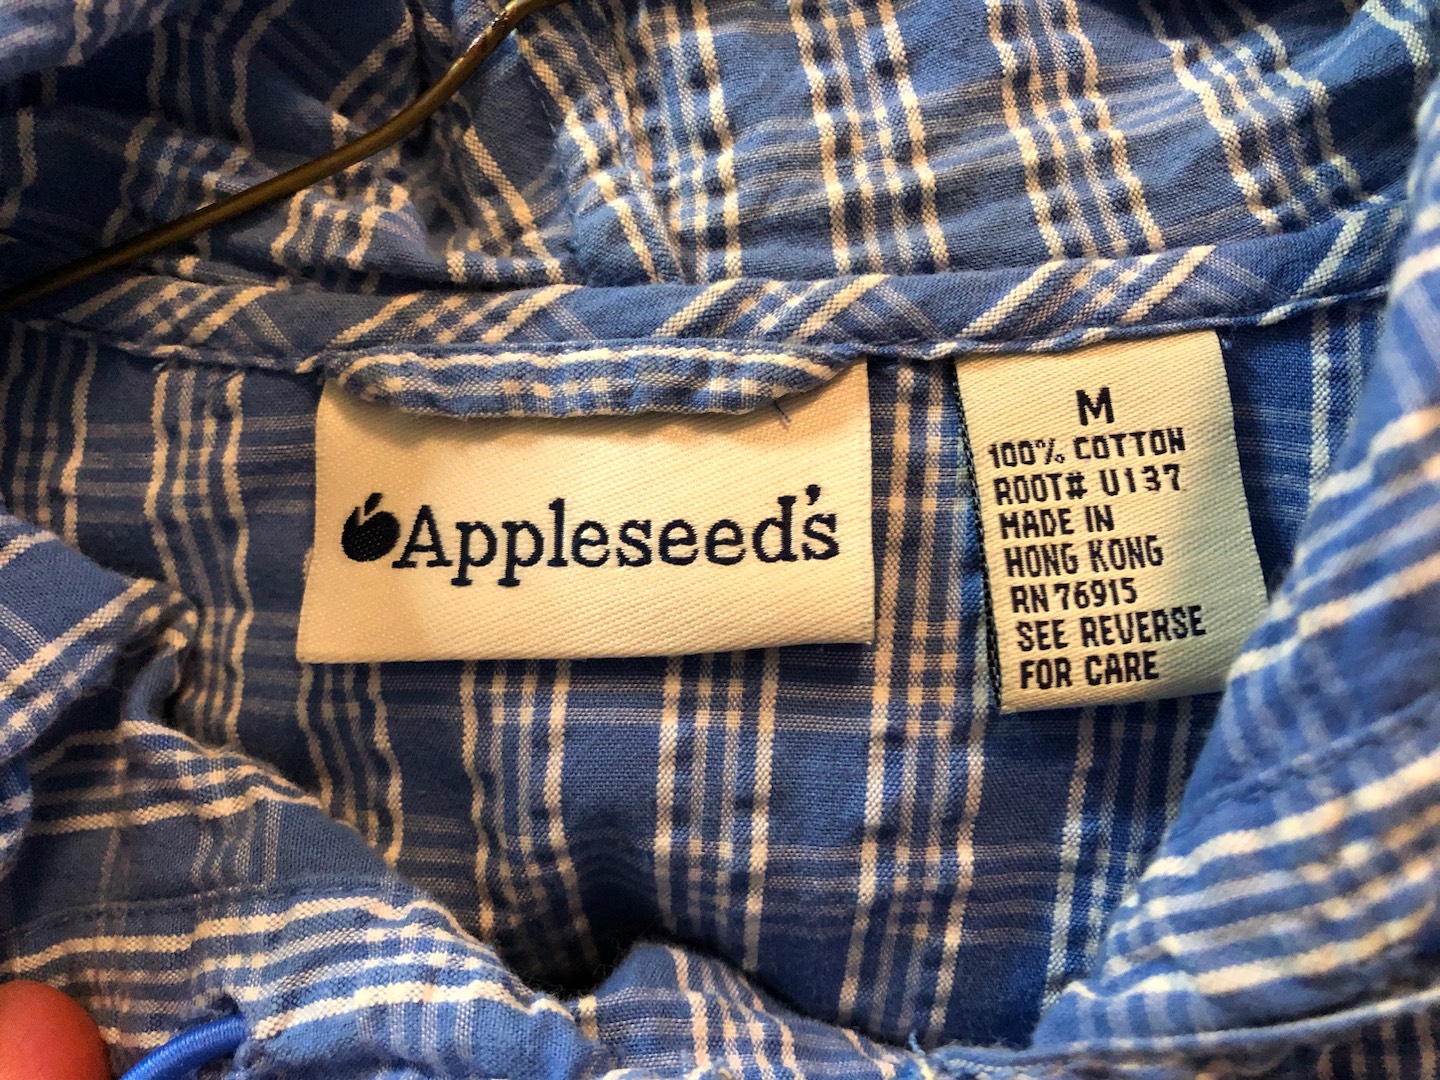 Appleseed's
M
100% COTTON
ROOT# U137
MADE IN
HONG KONG
RN 76915
SEE REVERSE
FOR CARE